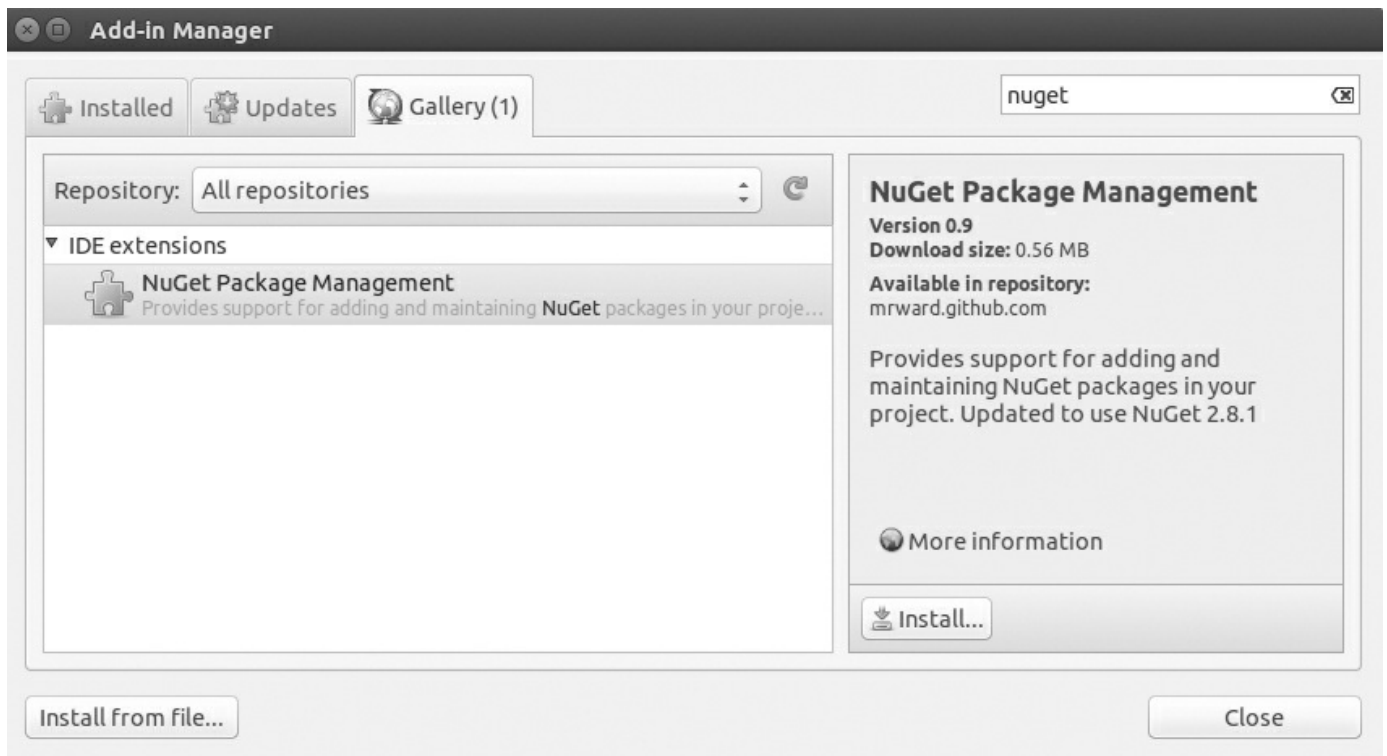 Add-in Manager
Installed
Updates
Gallery (1)
nuget
Repository: All repositories
IDE extensions
NuGet Package Management
Provides support for adding and maintaining NuGet packages in your proje...
NuGet Package Management
Version 0.9
Download size: 0.56 MB
Available in repository:
mrward.github.com
Provides support for adding and
maintaining NuGet packages in your
project. Updated to use NuGet 2.8.1
More information
Install...
Install from file...
Close